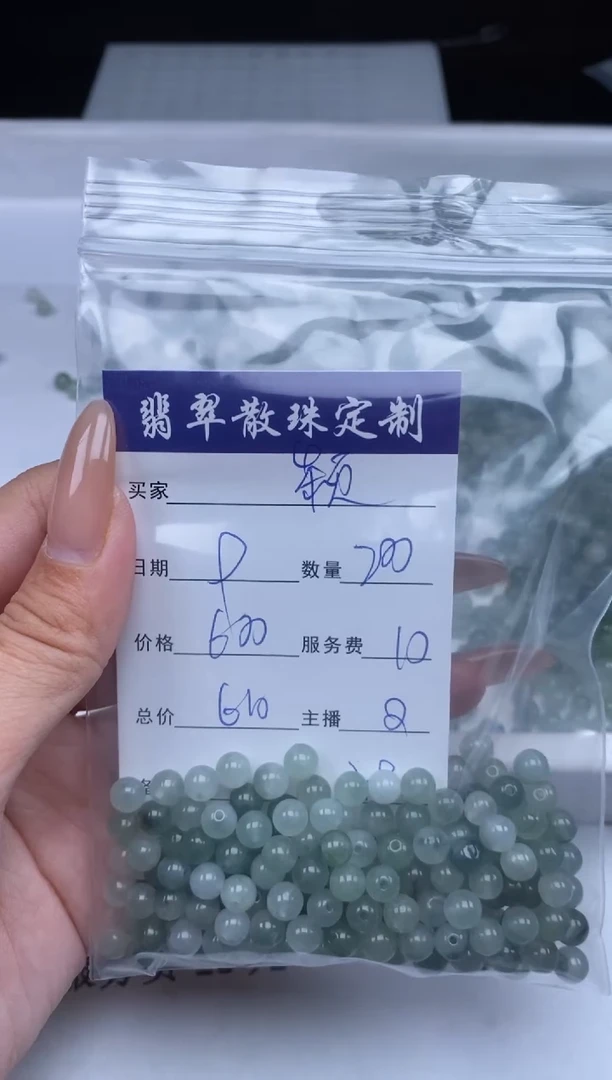 翡翠散珠定制
买家 颖
日期 数量 200
价格 600 服务费 10
总价 610 主播